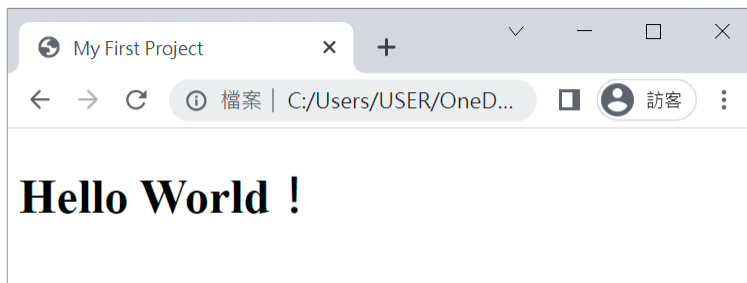 My First Project
檔案 | C:/Users/USER/OneD...
訪客
Hello World！